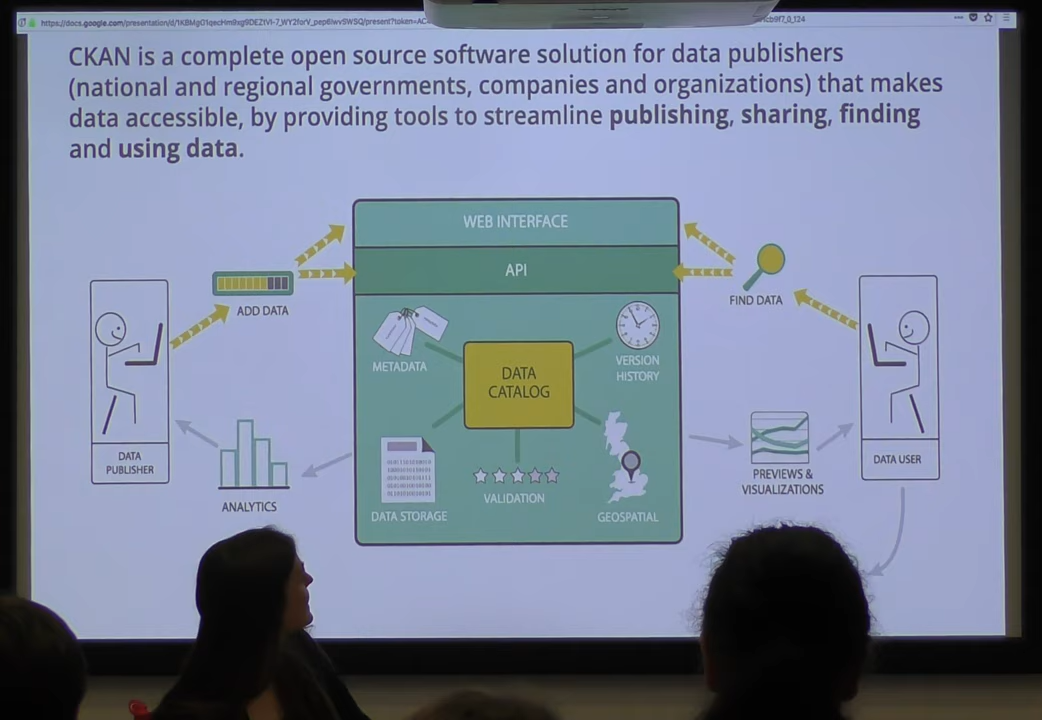 CKAN is a complete open source software solution for data publishers
(national and regional governments, companies and organizations) that makes
data accessible, by providing tools to streamline publishing, sharing, finding
and using data.
WEB INTERFACE
API
ADD DATA
FIND DATA
METADATA
VERSION
HISTORY
DATA
CATALOG
DATA
PUBLISHER
ANALYTICS
DATA STORAGE
VALIDATION
GEOSPATIAL
PREVIEWS &
VISUALIZATIONS
DATA USER